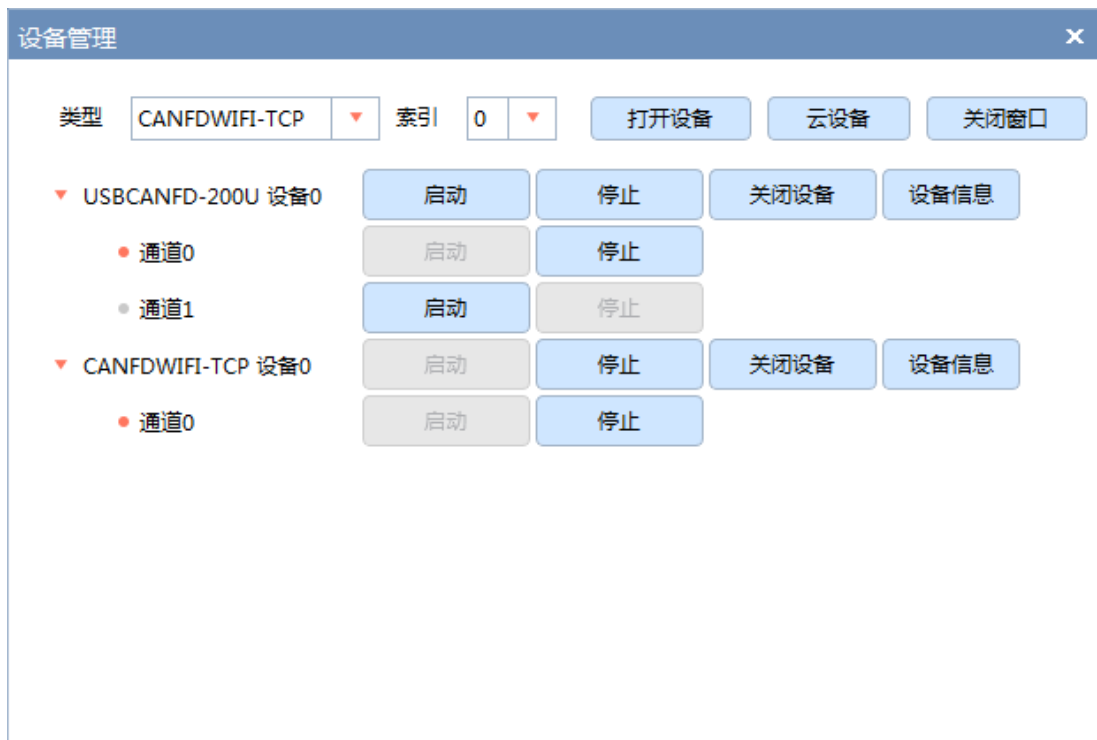 设备管理
类型 CANFDWIFI-TCP 索引 0 打开设备 云设备 关闭窗口
USBCANFD-200U 设备0 启动 停止 关闭设备 设备信息
通道0 启动 停止
通道1 启动 停止
CANFDWIFI-TCP 设备0 启动 停止 关闭设备 设备信息
通道0 启动 停止